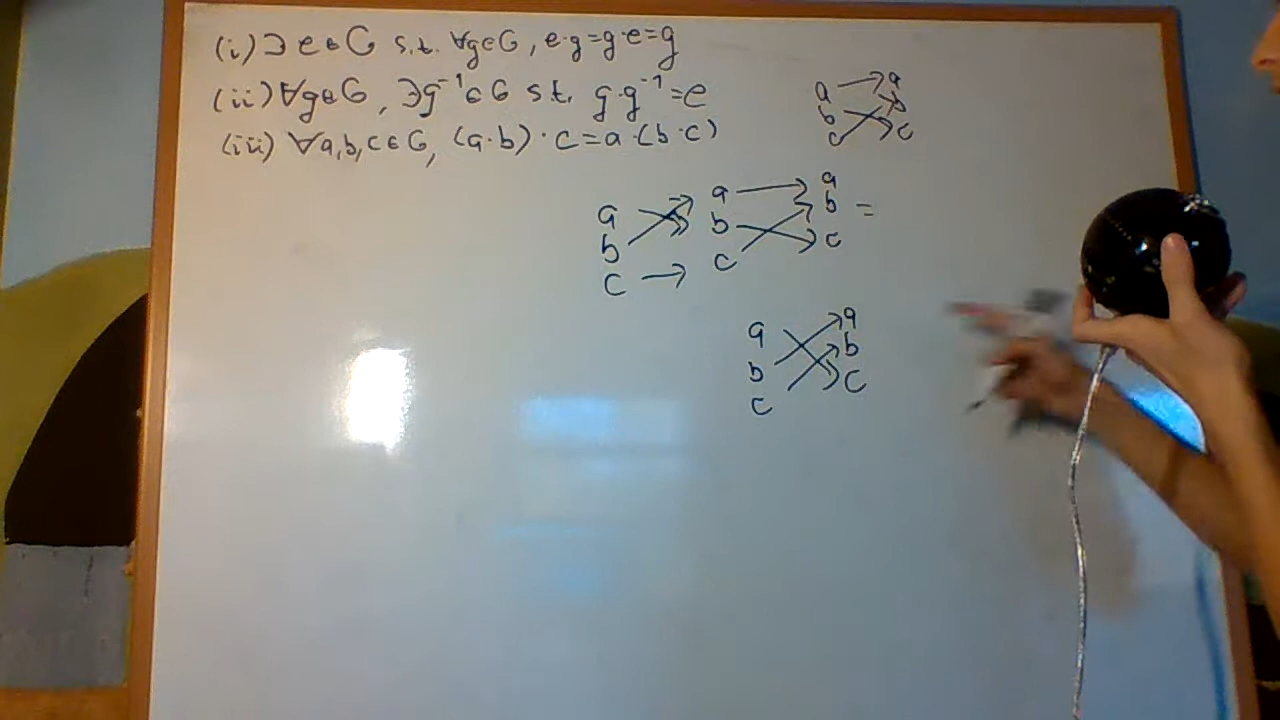 (i) ∃ e ∈ G s.t. ∀g∈G, e·g=g·e=g
(ii) ∀g∈G, ∃g⁻¹∈G s.t. g·g⁻¹=e
(iii) ∀a,b,c∈G, (a·b)·c=a·(b·c)
a → a
b b
c c
a a → a
b b b =
c → c c
a a
b b
c c